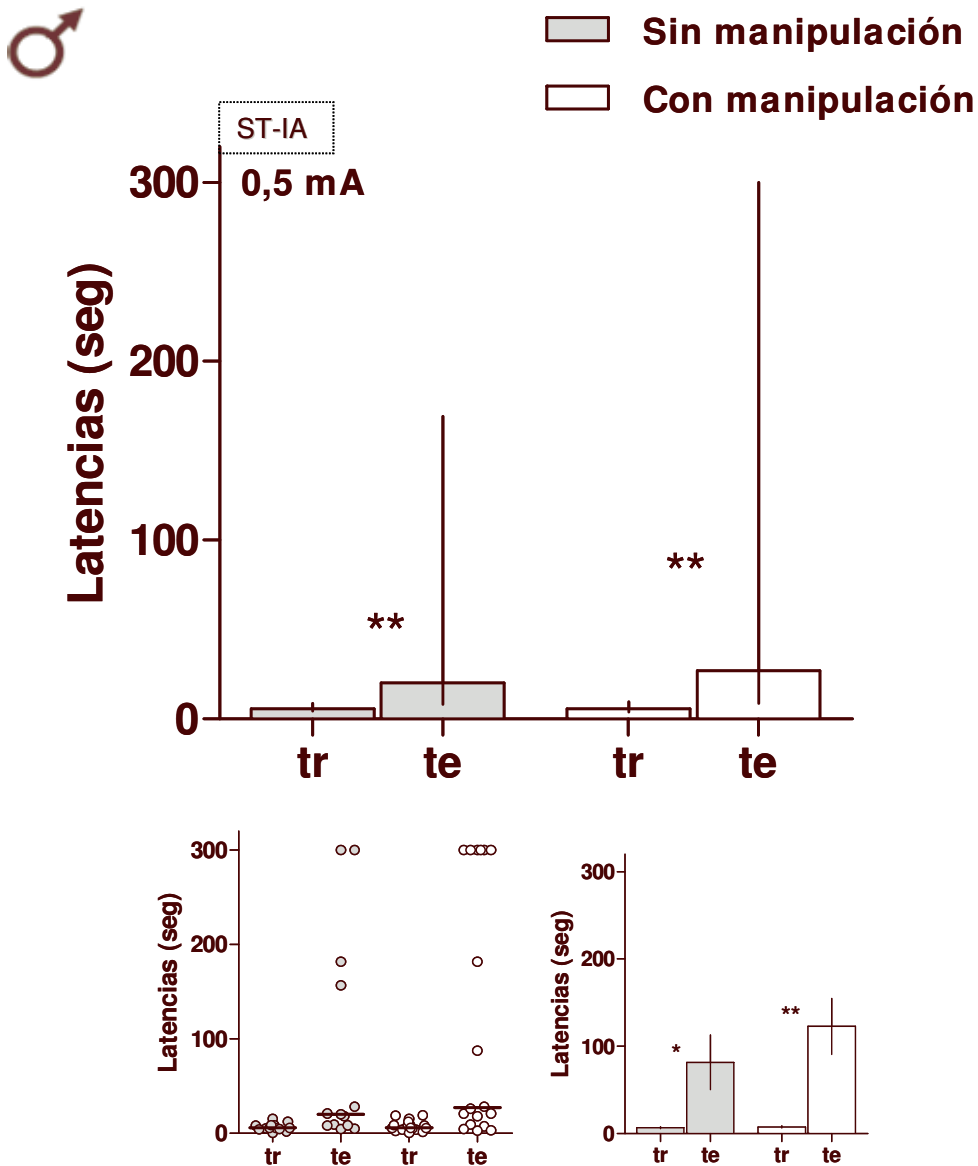 Sin manipulación
Con manipulación
ST-IA
0,5 mA
Latencias (seg)
300
200
100
0
**
**
tr
te
tr
te
Latencias (seg)
300
200
100
0
tr
te
tr
te
Latencias (seg)
300
200
100
0
*
**
tr
te
tr
te